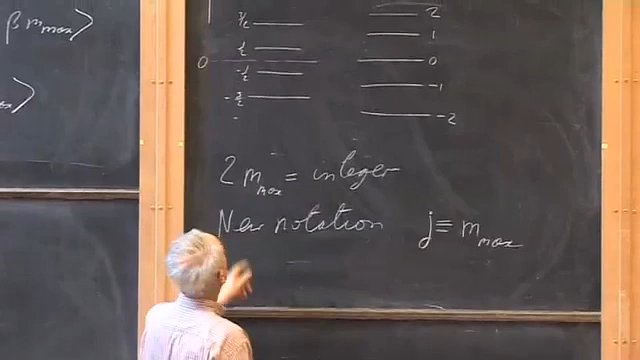 β m_max⟩
max⟩
3/2
1/2
0
-1/2
-3/2
2
1
0
-1
-2
2 m_max = integer
New notation j ≡ m_max